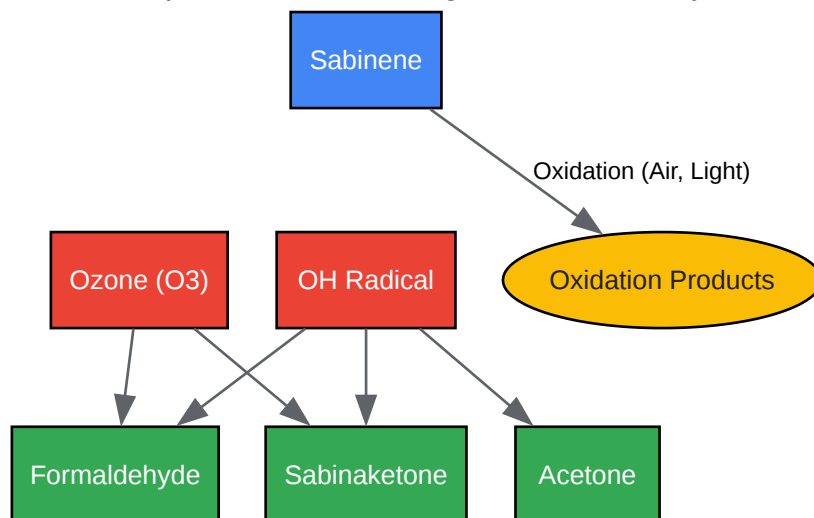 Sabinene
Oxidation (Air, Light)
Ozone (O3)
OH Radical
Oxidation Products
Formaldehyde
Sabinaketone
Acetone